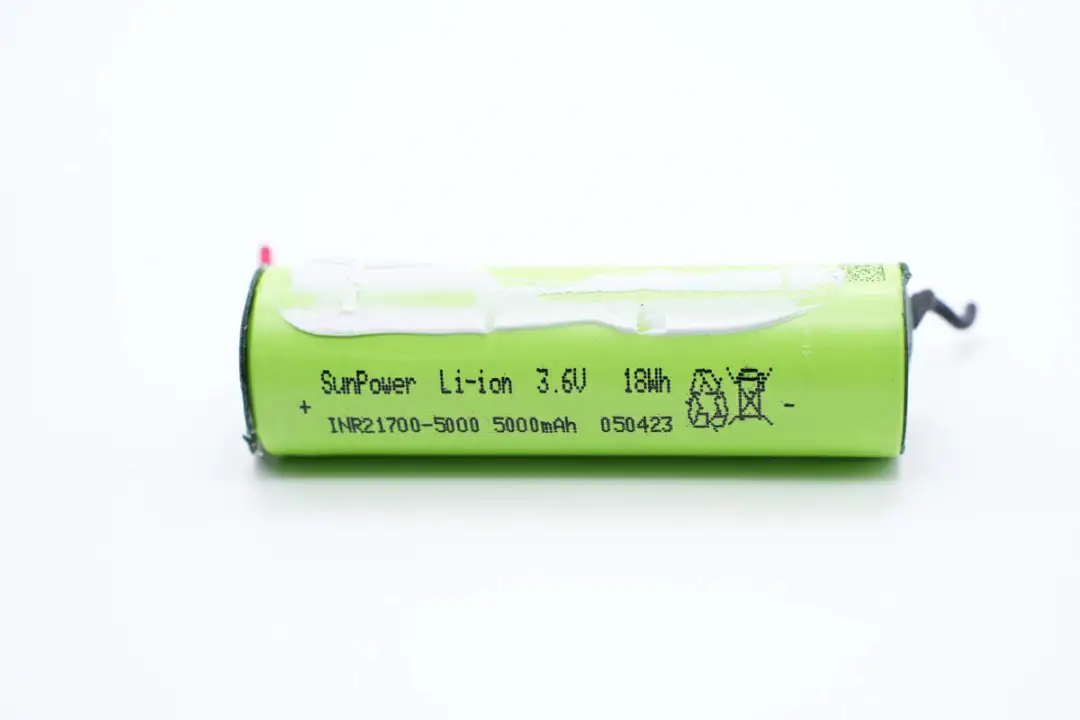 SunPower Li-ion 3.6V 18Wh
+ INR21700-5000 5000mAh 050423 -